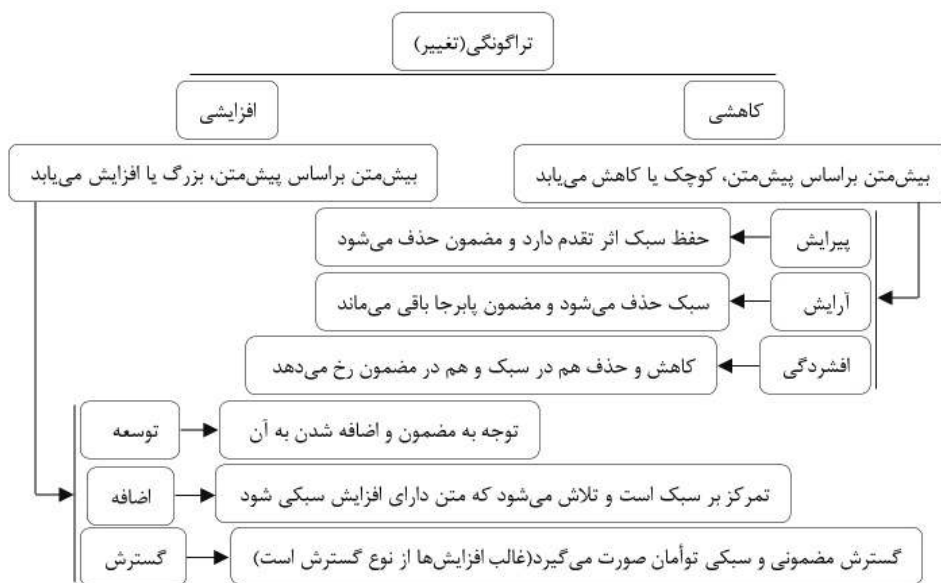 تراگونگی(تغییر)
کاهشی
افزایشی
بیش‌متن براساس پیش‌متن، کوچک یا کاهش می‌یابد
بیش‌متن براساس پیش‌متن، بزرگ یا افزایش می‌یابد
پیرایش
حفظ سبک اثر تقدم دارد و مضمون حذف می‌شود
آرایش
سبک حذف می‌شود و مضمون پابرجا باقی می‌ماند
افشردگی
کاهش و حذف هم در سبک و هم در مضمون رخ می‌دهد
توسعه
توجه به مضمون و اضافه شدن به آن
اضافه
تمرکز بر سبک است و تلاش می‌شود که متن دارای افزایش سبکی شود
گسترش
گسترش مضمونی و سبکی توأمان صورت می‌گیرد(غالب افزایش‌ها از نوع گسترش است)